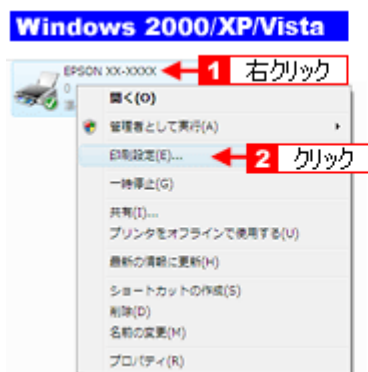 Windows 2000/XP/Vista
EPSON XX-XXXX
1 右クリック
0
開く(O)
管理者として実行(A)
印刷設定(E)...
2 クリック
一時停止(G)
共有(I)...
プリンタをオフラインで使用する(U)
最新の情報に更新(H)
ショートカットの作成(S)
削除(D)
名前の変更(M)
プロパティ(R)